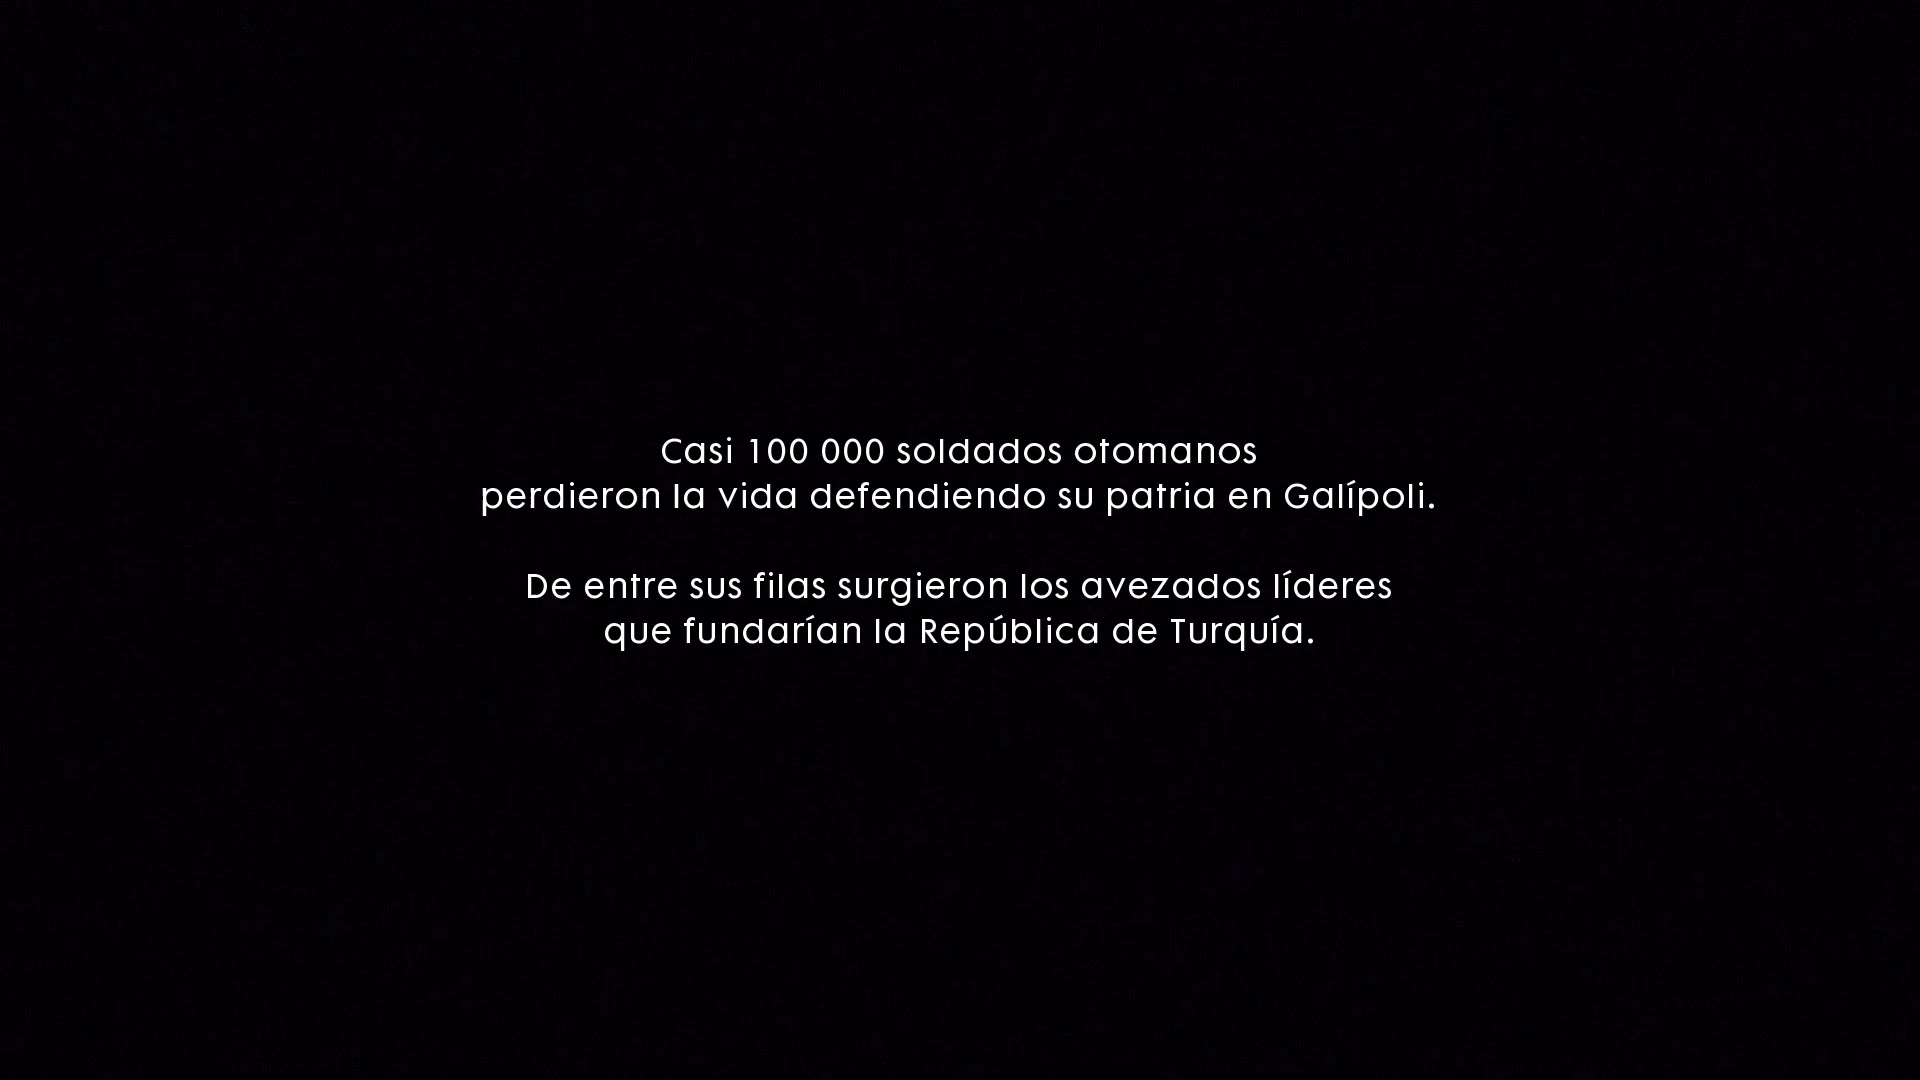 Casi 100 000 soldados otomanos
perdieron la vida defendiendo su patria en Galípoli.
De entre sus filas surgieron los avezados líderes
que fundarían la República de Turquía.